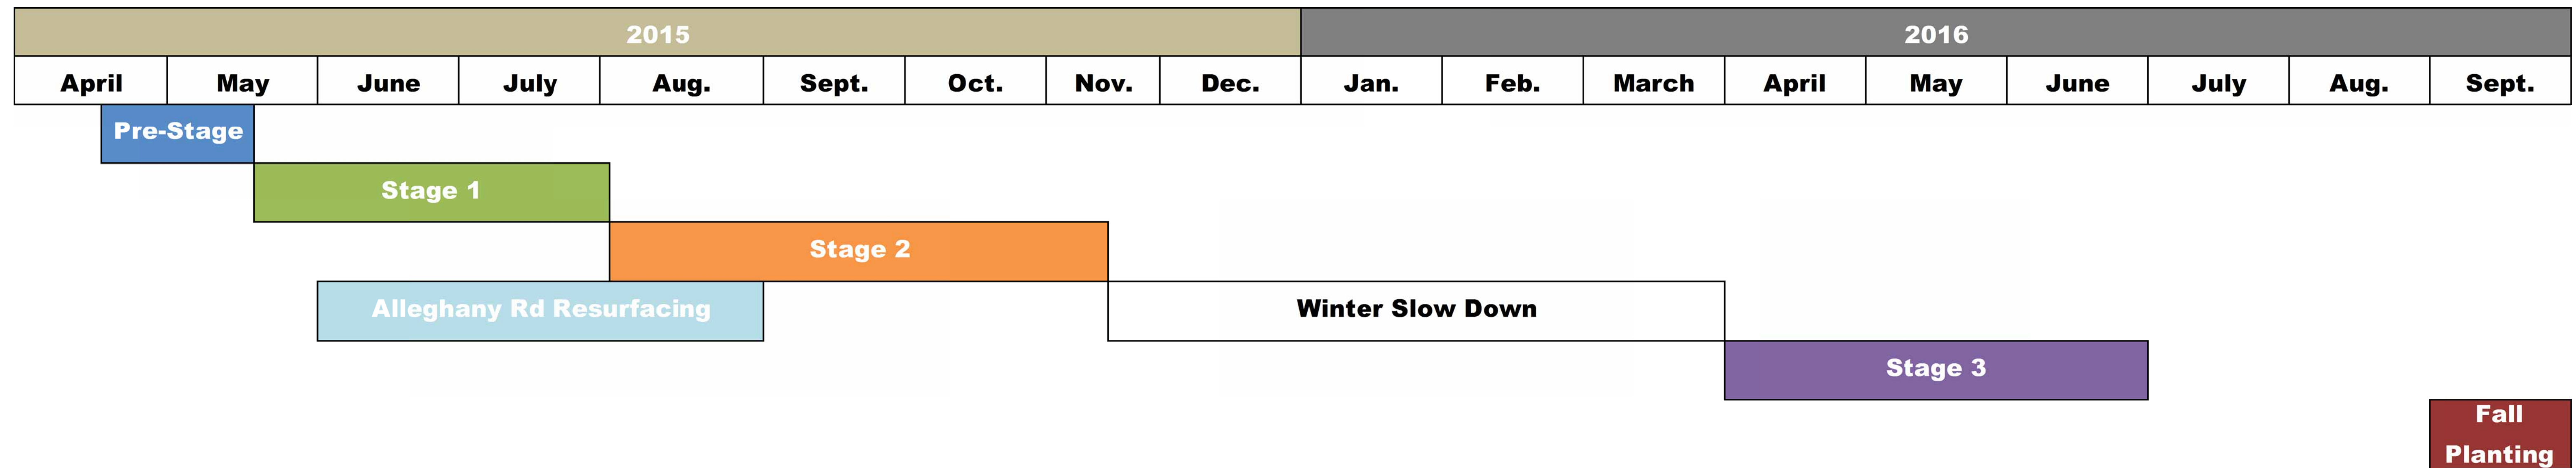 2015 2016
April May June July Aug. Sept. Oct. Nov. Dec. Jan. Feb. March April May June July Aug. Sept.
Pre-Stage
Stage 1
Stage 2
Alleghany Rd Resurfacing Winter Slow Down
Stage 3
Fall
Planting